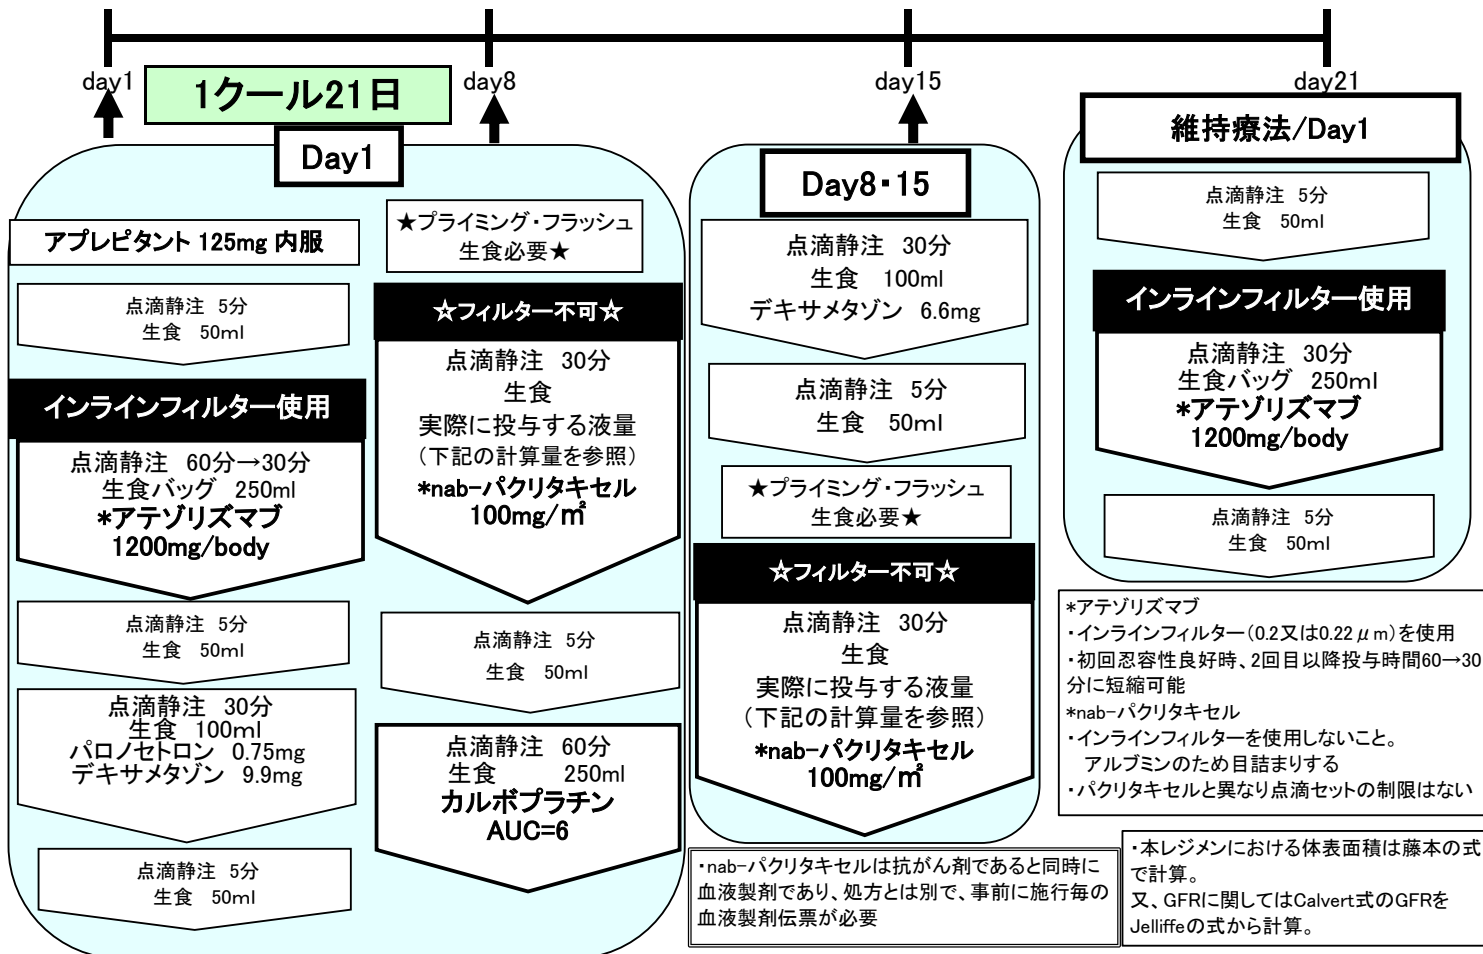 day1
day8
day15
day21
1クール21日
Day1
アプレピタント 125mg 内服
点滴静注 5分
生食 50ml
インラインフィルター使用
点滴静注 60分→30分
生食バッグ 250ml
*アテゾリズマブ
1200mg/body
点滴静注 5分
生食 50ml
点滴静注 30分
生食 100ml
パロノセトロン 0.75mg
デキサメタゾン 9.9mg
点滴静注 5分
生食 50ml
★プライミング・フラッシュ
生食必要★
☆フィルター不可☆
点滴静注 30分
生食
実際に投与する液量
(下記の計算量を参照)
*nab-パクリタキセル
100mg/㎡
点滴静注 5分
生食 50ml
点滴静注 60分
生食 250ml
カルボプラチン
AUC=6
Day8・15
点滴静注 30分
生食 100ml
デキサメタゾン 6.6mg
点滴静注 5分
生食 50ml
★プライミング・フラッシュ
生食必要★
☆フィルター不可☆
点滴静注 30分
生食
実際に投与する液量
(下記の計算量を参照)
*nab-パクリタキセル
100mg/㎡
・nab-パクリタキセルは抗がん剤であると同時に
血液製剤であり、処方とは別で、事前に施行毎の
血液製剤伝票が必要
維持療法/Day1
点滴静注 5分
生食 50ml
インラインフィルター使用
点滴静注 30分
生食バッグ 250ml
*アテゾリズマブ
1200mg/body
点滴静注 5分
生食 50ml
*アテゾリズマブ
・インラインフィルター(0.2又は0.22μm)を使用
・初回忍容性良好時、2回目以降投与時間60→30
分に短縮可能
*nab-パクリタキセル
・インラインフィルターを使用しないこと。
アルブミンのため目詰まりする
・パクリタキセルと異なり点滴セットの制限はない
・本レジメンにおける体表面積は藤本の式
で計算。
又、GFRに関してはCalvert式のGFRを
Jelliffeの式から計算。